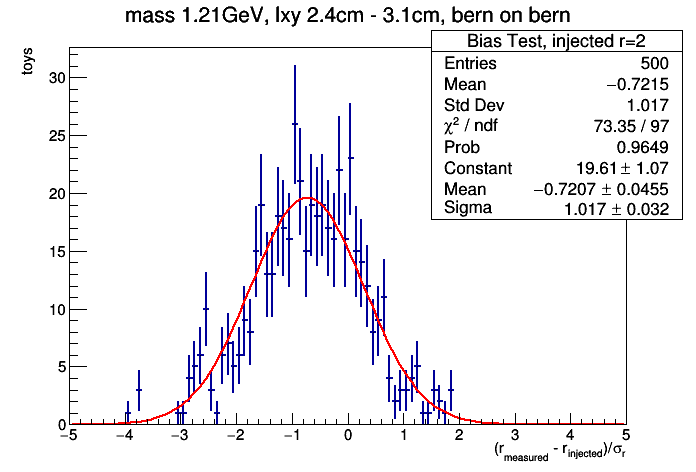 mass 1.21GeV, lxy 2.4cm - 3.1cm, bern on bern
Bias Test, injected r=2
Entries 500
Mean −0.7215
Std Dev 1.017
χ² / ndf 73.35 / 97
Prob 0.9649
Constant 19.61 ± 1.07
Mean −0.7207 ± 0.0455
Sigma 1.017 ± 0.032
toys
30
25
20
15
10
5
0
−5 −4 −3 −2 −1 0 1 2 3 4 5
(r_measured - r_injected)/σ_r